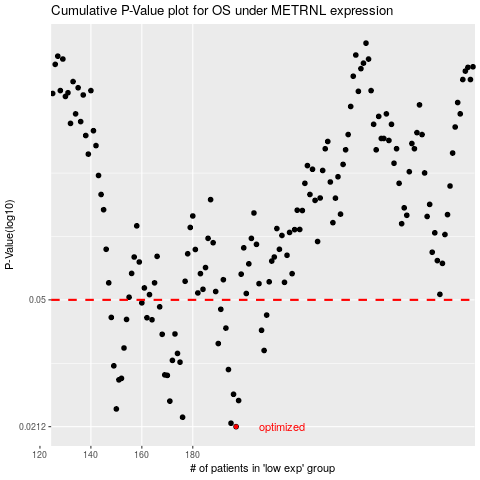 Cumulative P-Value plot for OS under METRNL expression
P-Value(log10)
0.05
0.0212
optimized
120 140 160 180
# of patients in 'low exp' group